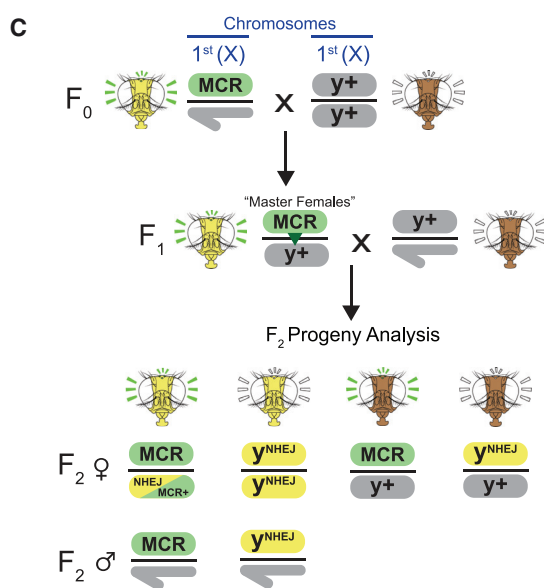 C
Chromosomes
1st (X) 1st (X)
F0 MCR X y+
y+
"Master Females"
F1 MCR X y+
y+
F2 Progeny Analysis
F2 ♀ MCR yNHEJ MCR yNHEJ
NHEJ MCR+ yNHEJ y+ y+
F2 ♂ MCR yNHEJ